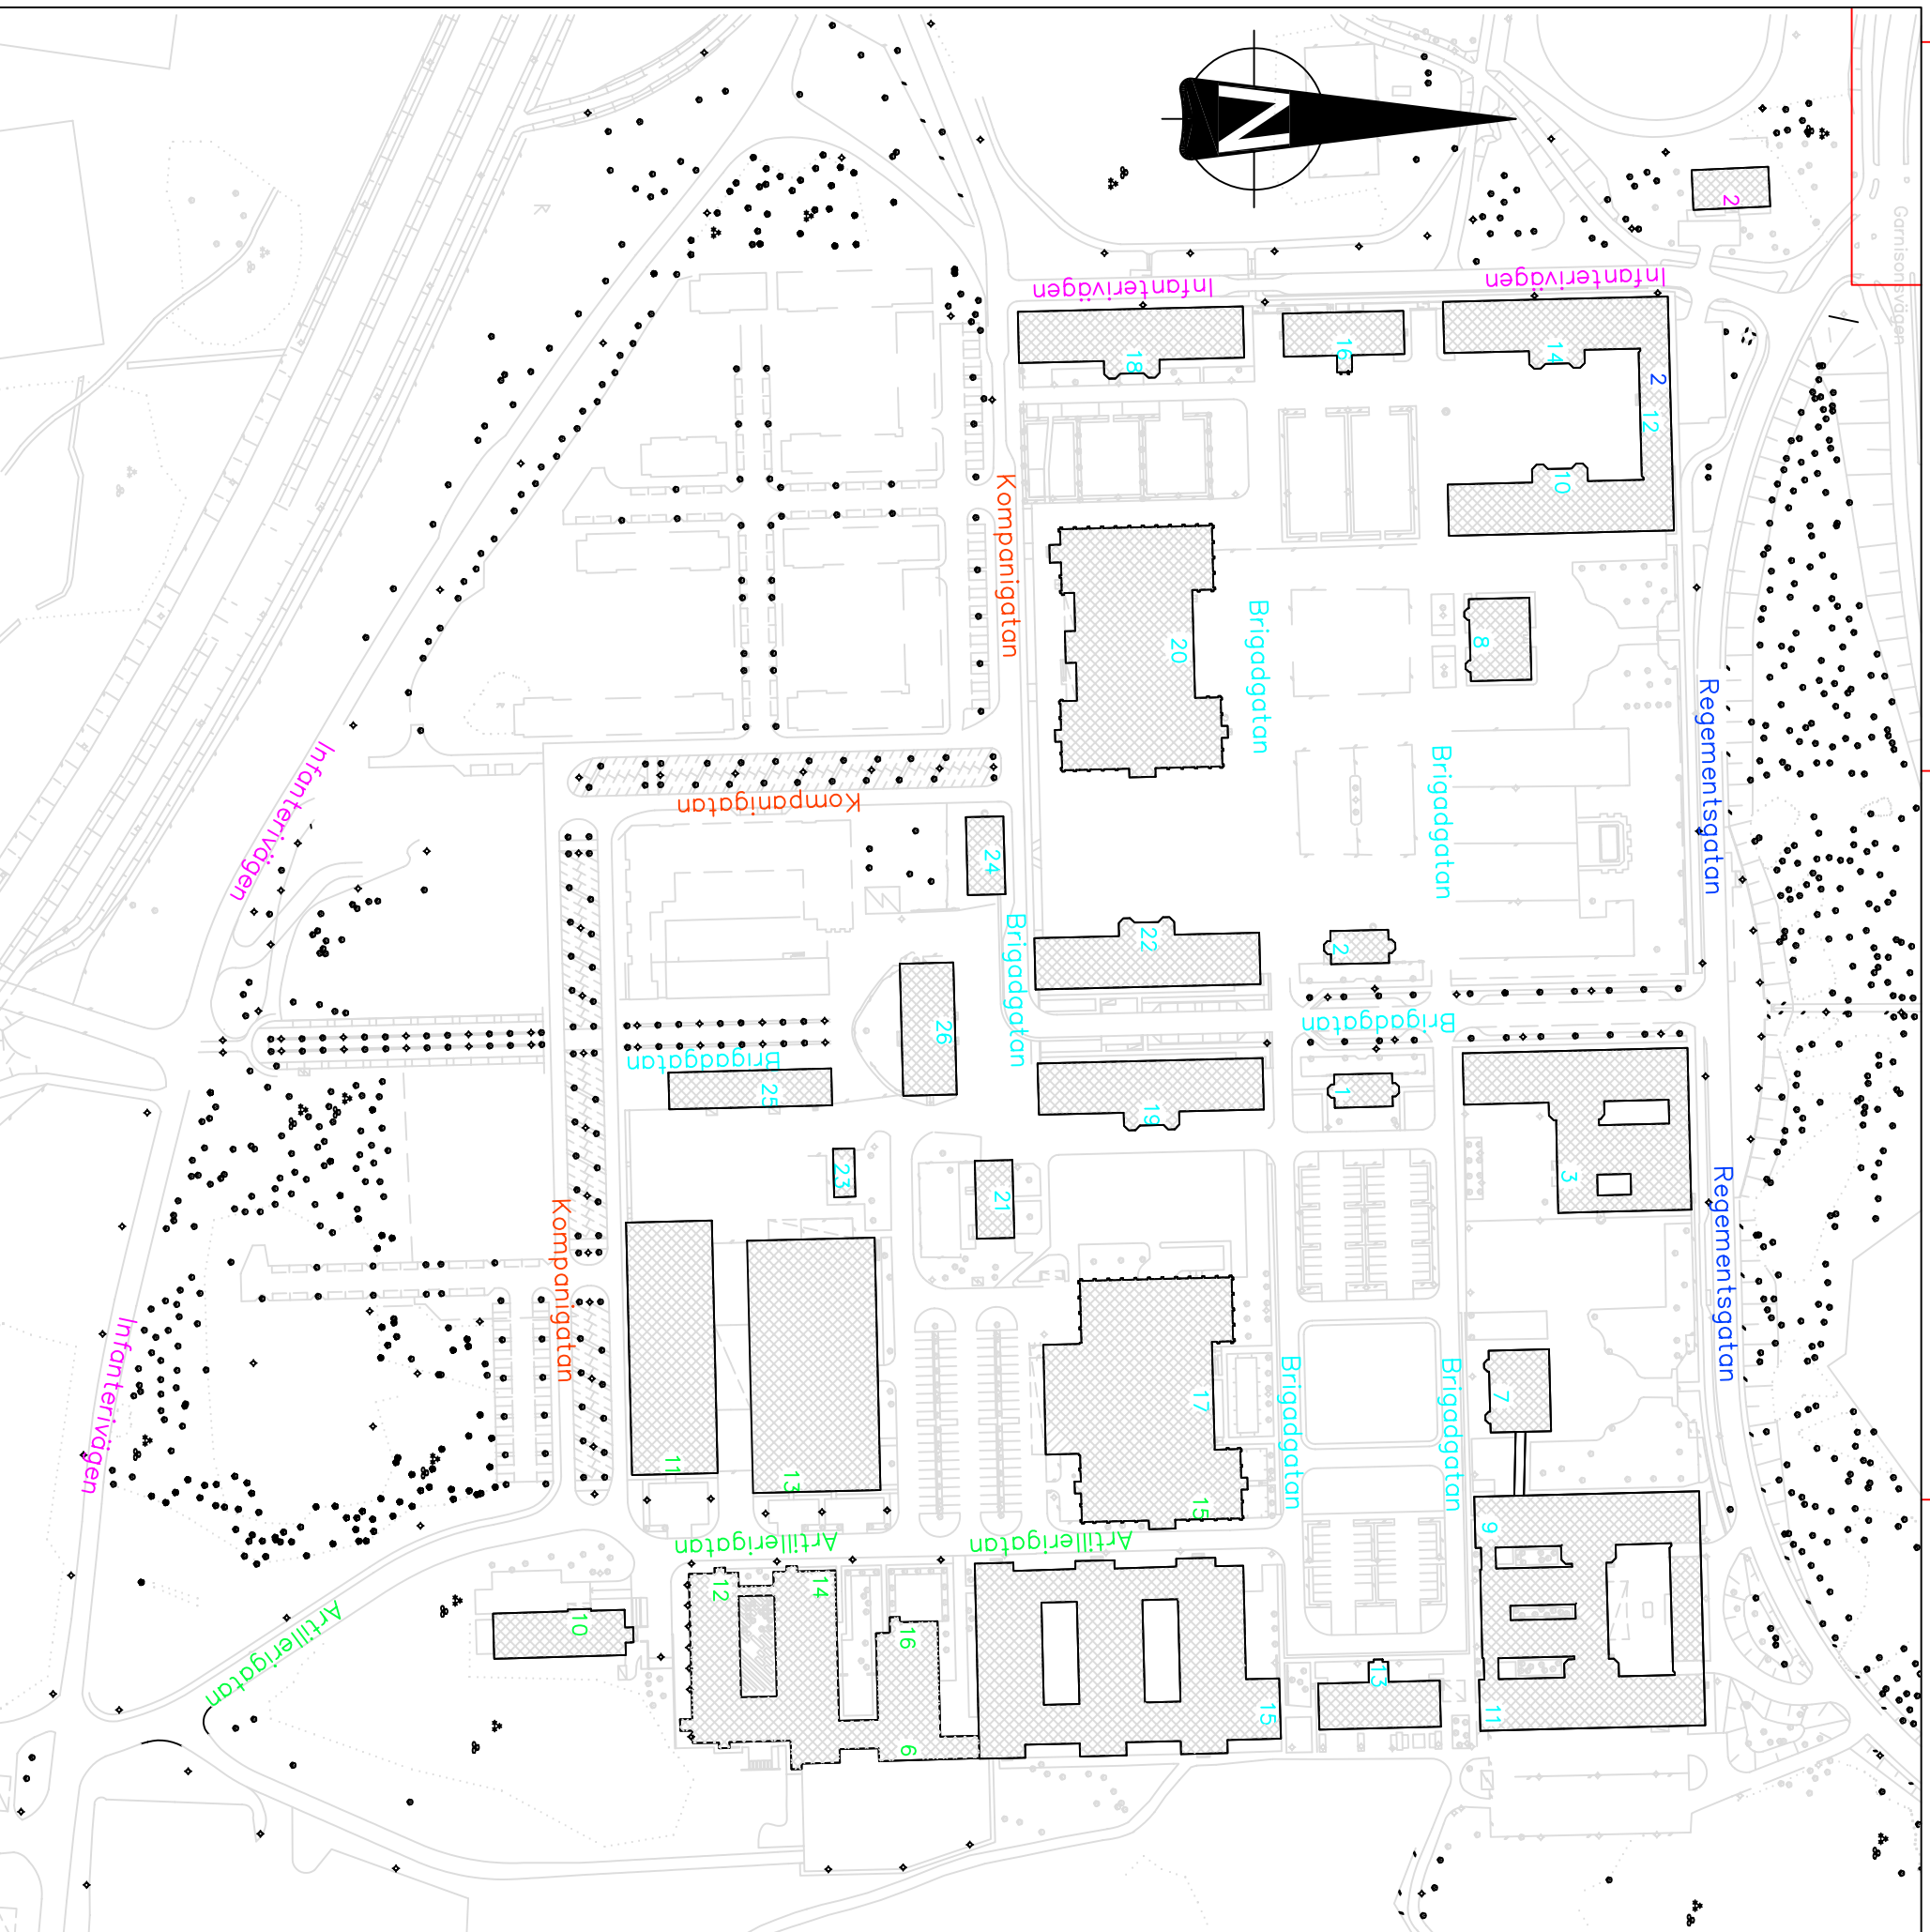 N
Garnisonsvägen
2
Infanterivägen
Infanterivägen
18
16
14
2
12
10
Kompanigatan
20
Brigadgatan
8
Regementsgatan
Infanterivägen
Kompanigatan
Brigadgatan
24
Brigadgatan
22
2
26
Brigadgatan
Brigadgatan
25
19
1
3
23
21
Kompanigatan
Regementsgatan
Infanterivägen
17
7
Brigadgatan
Brigadgatan
11
13
15
9
Artillerigatan
Artillerigatan
Artillerigatan
10
12
14
16
6
15
13
11